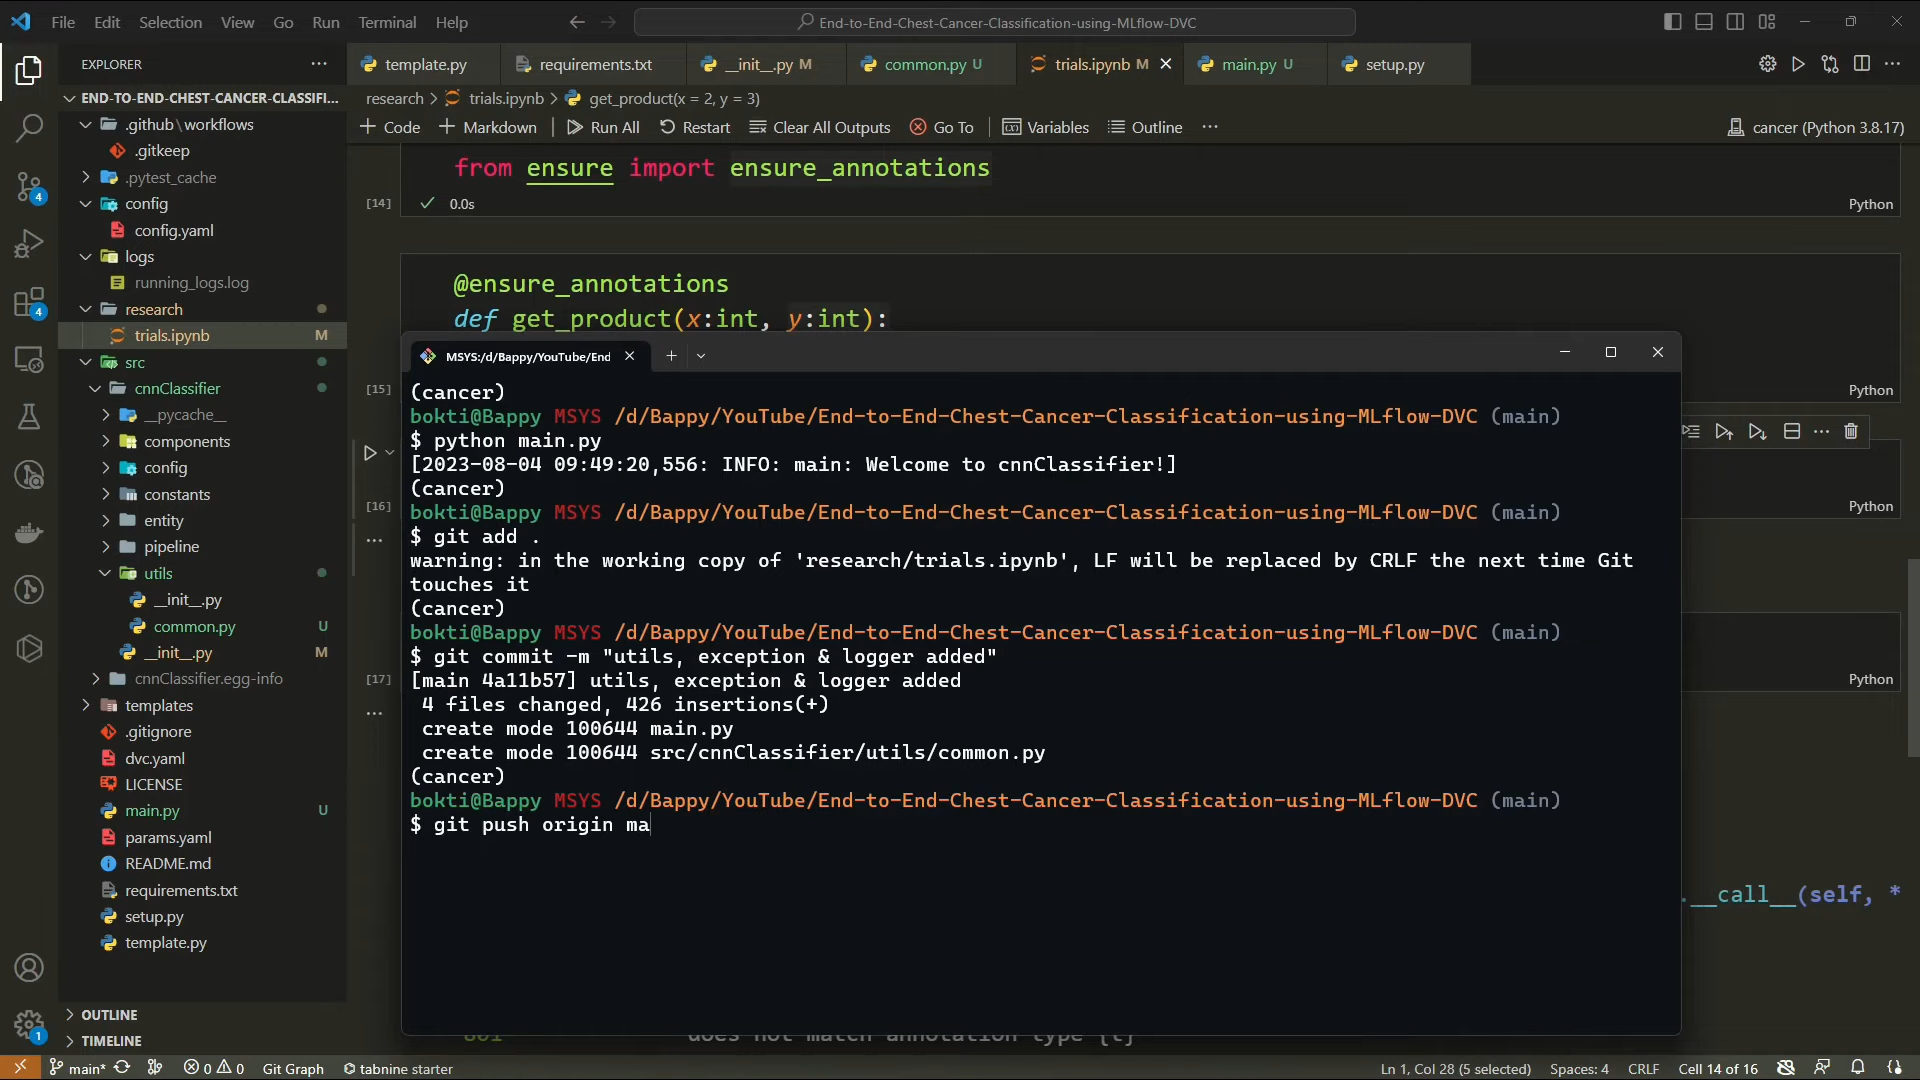 File Edit Selection View Go Run Terminal Help
End-to-End-Chest-Cancer-Classification-using-MLflow-DVC
EXPLORER
template.py requirements.txt __init__.py M common.py U trials.ipynb M main.py U setup.py
END-TO-END-CHEST-CANCER-CLASSIFI...
research > trials.ipynb > get_product(x = 2, y = 3)
+ Code + Markdown Run All Restart Clear All Outputs Go To Variables Outline ...
cancer (Python 3.8.17)
.github\workflows
.gitkeep
.pytest_cache
config
config.yaml
logs
running_logs.log
research
trials.ipynb M
src
cnnClassifier
__pycache__
components
config
constants
entity
pipeline
utils
__init__.py
common.py U
__init__.py M
cnnClassifier.egg-info
templates
.gitignore
dvc.yaml
LICENSE
main.py U
params.yaml
README.md
requirements.txt
setup.py
template.py
OUTLINE
TIMELINE
4
4
1
from ensure import ensure_annotations
[14] 0.0s Python
@ensure_annotations
def get_product(x:int, y:int):
[15] Python
[16] Python
[17] Python
MSYS:/d/Bappy/YouTube/End
(cancer)
bokti@Bappy MSYS /d/Bappy/YouTube/End-to-End-Chest-Cancer-Classification-using-MLflow-DVC (main)
$ python main.py
[2023-08-04 09:49:20,556: INFO: main: Welcome to cnnClassifier!]
(cancer)
bokti@Bappy MSYS /d/Bappy/YouTube/End-to-End-Chest-Cancer-Classification-using-MLflow-DVC (main)
$ git add .
warning: in the working copy of 'research/trials.ipynb', LF will be replaced by CRLF the next time Git
touches it
(cancer)
bokti@Bappy MSYS /d/Bappy/YouTube/End-to-End-Chest-Cancer-Classification-using-MLflow-DVC (main)
$ git commit -m "utils, exception & logger added"
[main 4a11b57] utils, exception & logger added
4 files changed, 426 insertions(+)
create mode 100644 main.py
create mode 100644 src/cnnClassifier/utils/common.py
(cancer)
bokti@Bappy MSYS /d/Bappy/YouTube/End-to-End-Chest-Cancer-Classification-using-MLflow-DVC (main)
$ git push origin ma
.__call__(self, *
does not match annotation type {t}
main* 0 0 Git Graph tabnine starter
Ln 1, Col 28 (5 selected) Spaces: 4 CRLF Cell 14 of 16